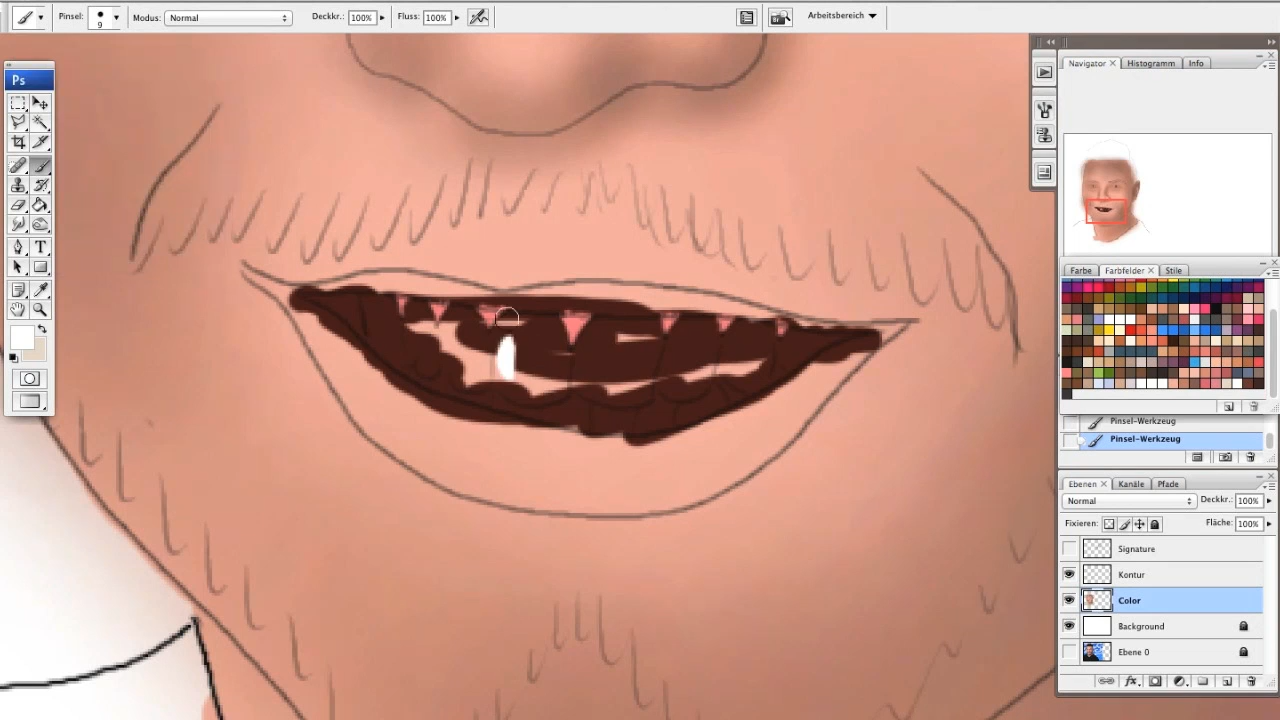 Pinsel: 9 Modus: Normal Deckkr.: 100% Fluss: 100% Arbeitsbereich
Ps
Navigator Histogramm Info
Farbe Farbfelder Stile
Pinsel-Werkzeug
Pinsel-Werkzeug
Ebenen Kanäle Pfade
Normal Deckkr.: 100%
Fixieren: Fläche: 100%
Signature
Kontur
Color
Background
Ebene 0